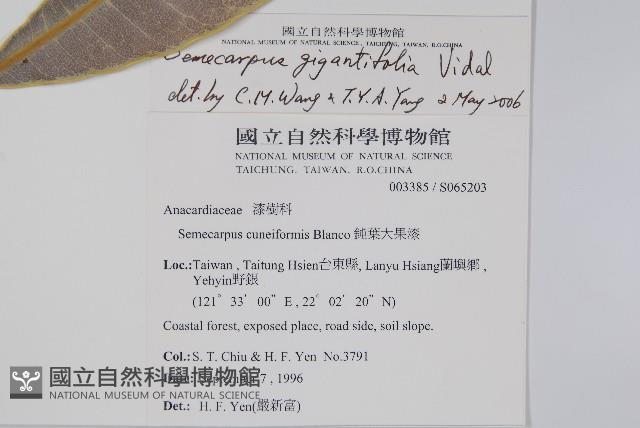 國立自然科學博物館
NATIONAL MUSEUM OF NATURAL SCIENCE, TAICHUNG, TAIWAN, R.O.CHINA
Semecarpus gigantifolia Vidal
det. by C. M. Wang & T. Y. A. Yang 2 May 2006
國立自然科學博物館
NATIONAL MUSEUM OF NATURAL SCIENCE
TAICHUNG, TAIWAN, R.O.CHINA
003385 / S065203
Anacardiaceae 漆樹科
Semecarpus cuneiformis Blanco 鈍葉大果漆
Loc.:Taiwan , Taitung Hsien台東縣, Lanyu Hsiang蘭嶼鄉 ,
Yehyin野銀
(121° 33′ 00″ E , 22° 02′ 20″ N)
Coastal forest, exposed place, road side, soil slope.
Col.: S. T. Chiu & H. F. Yen No.3791
7 , 1996
Det.: H. F. Yen(嚴新富)
國立自然科學博物館
NATIONAL MUSEUM OF NATURAL SCIENCE